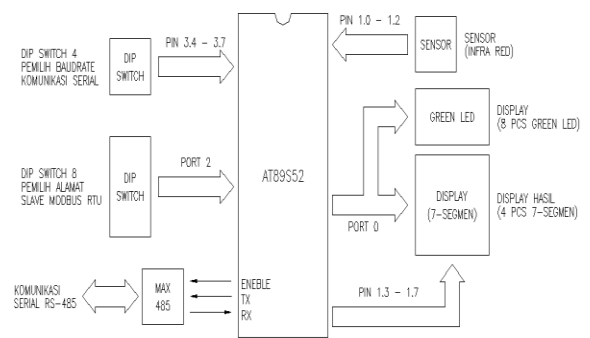 DIP SWITCH 4
PEMILIH BAUDRATE
KOMUNIKASI SERIAL
DIP
SWITCH
PIN 3.4 - 3.7
PIN 1.0 - 1.2
SENSOR
SENSOR
(INFRA RED)
GREEN LED
DISPLAY
(8 PCS GREEN LED)
DIP SWITCH 8
PEMILIH ALAMAT
SLAVE MODBUS RTU
DIP
SWITCH
PORT 2
AT89S52
PORT 0
DISPLAY
(7-SEGMEN)
DISPLAY HASIL
(4 PCS 7-SEGMEN)
KOMUNIKASI
SERIAL RS-485
MAX
485
ENEBLE
TX
RX
PIN 1.3 - 1.7